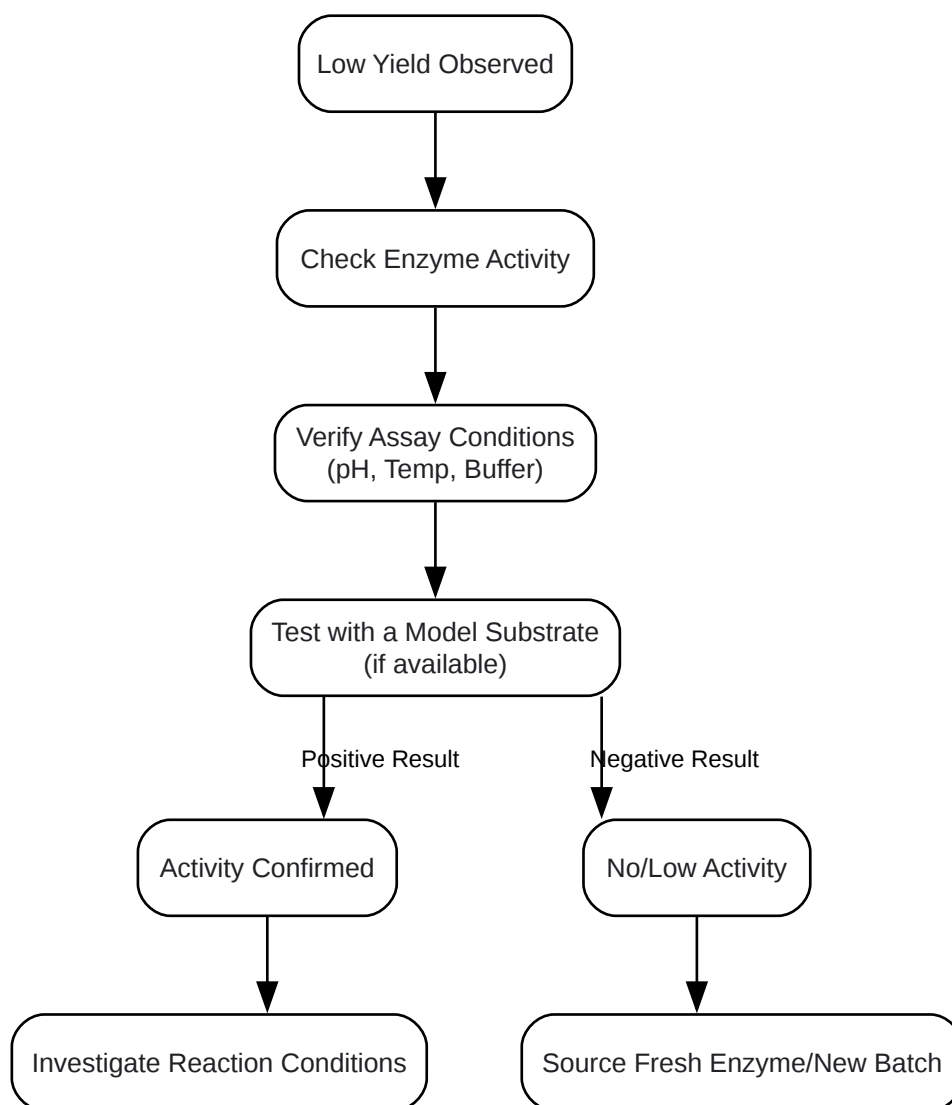 Low Yield Observed
Check Enzyme Activity
Verify Assay Conditions
(pH, Temp, Buffer)
Test with a Model Substrate
(if available)
Positive Result
Negative Result
Activity Confirmed
No/Low Activity
Investigate Reaction Conditions
Source Fresh Enzyme/New Batch